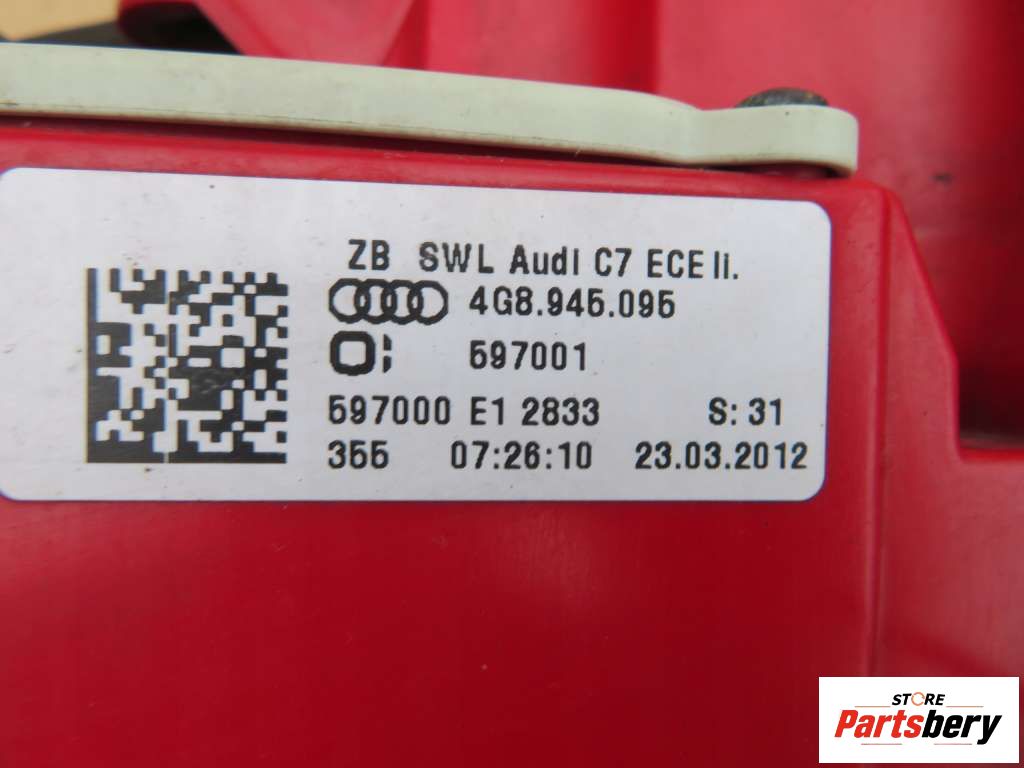 ZB SWL Audi C7 ECE li.
4G8.945.095
597001
597000 E1 2833 S: 31
355 07:26:10 23.03.2012
STORE
Partsbery